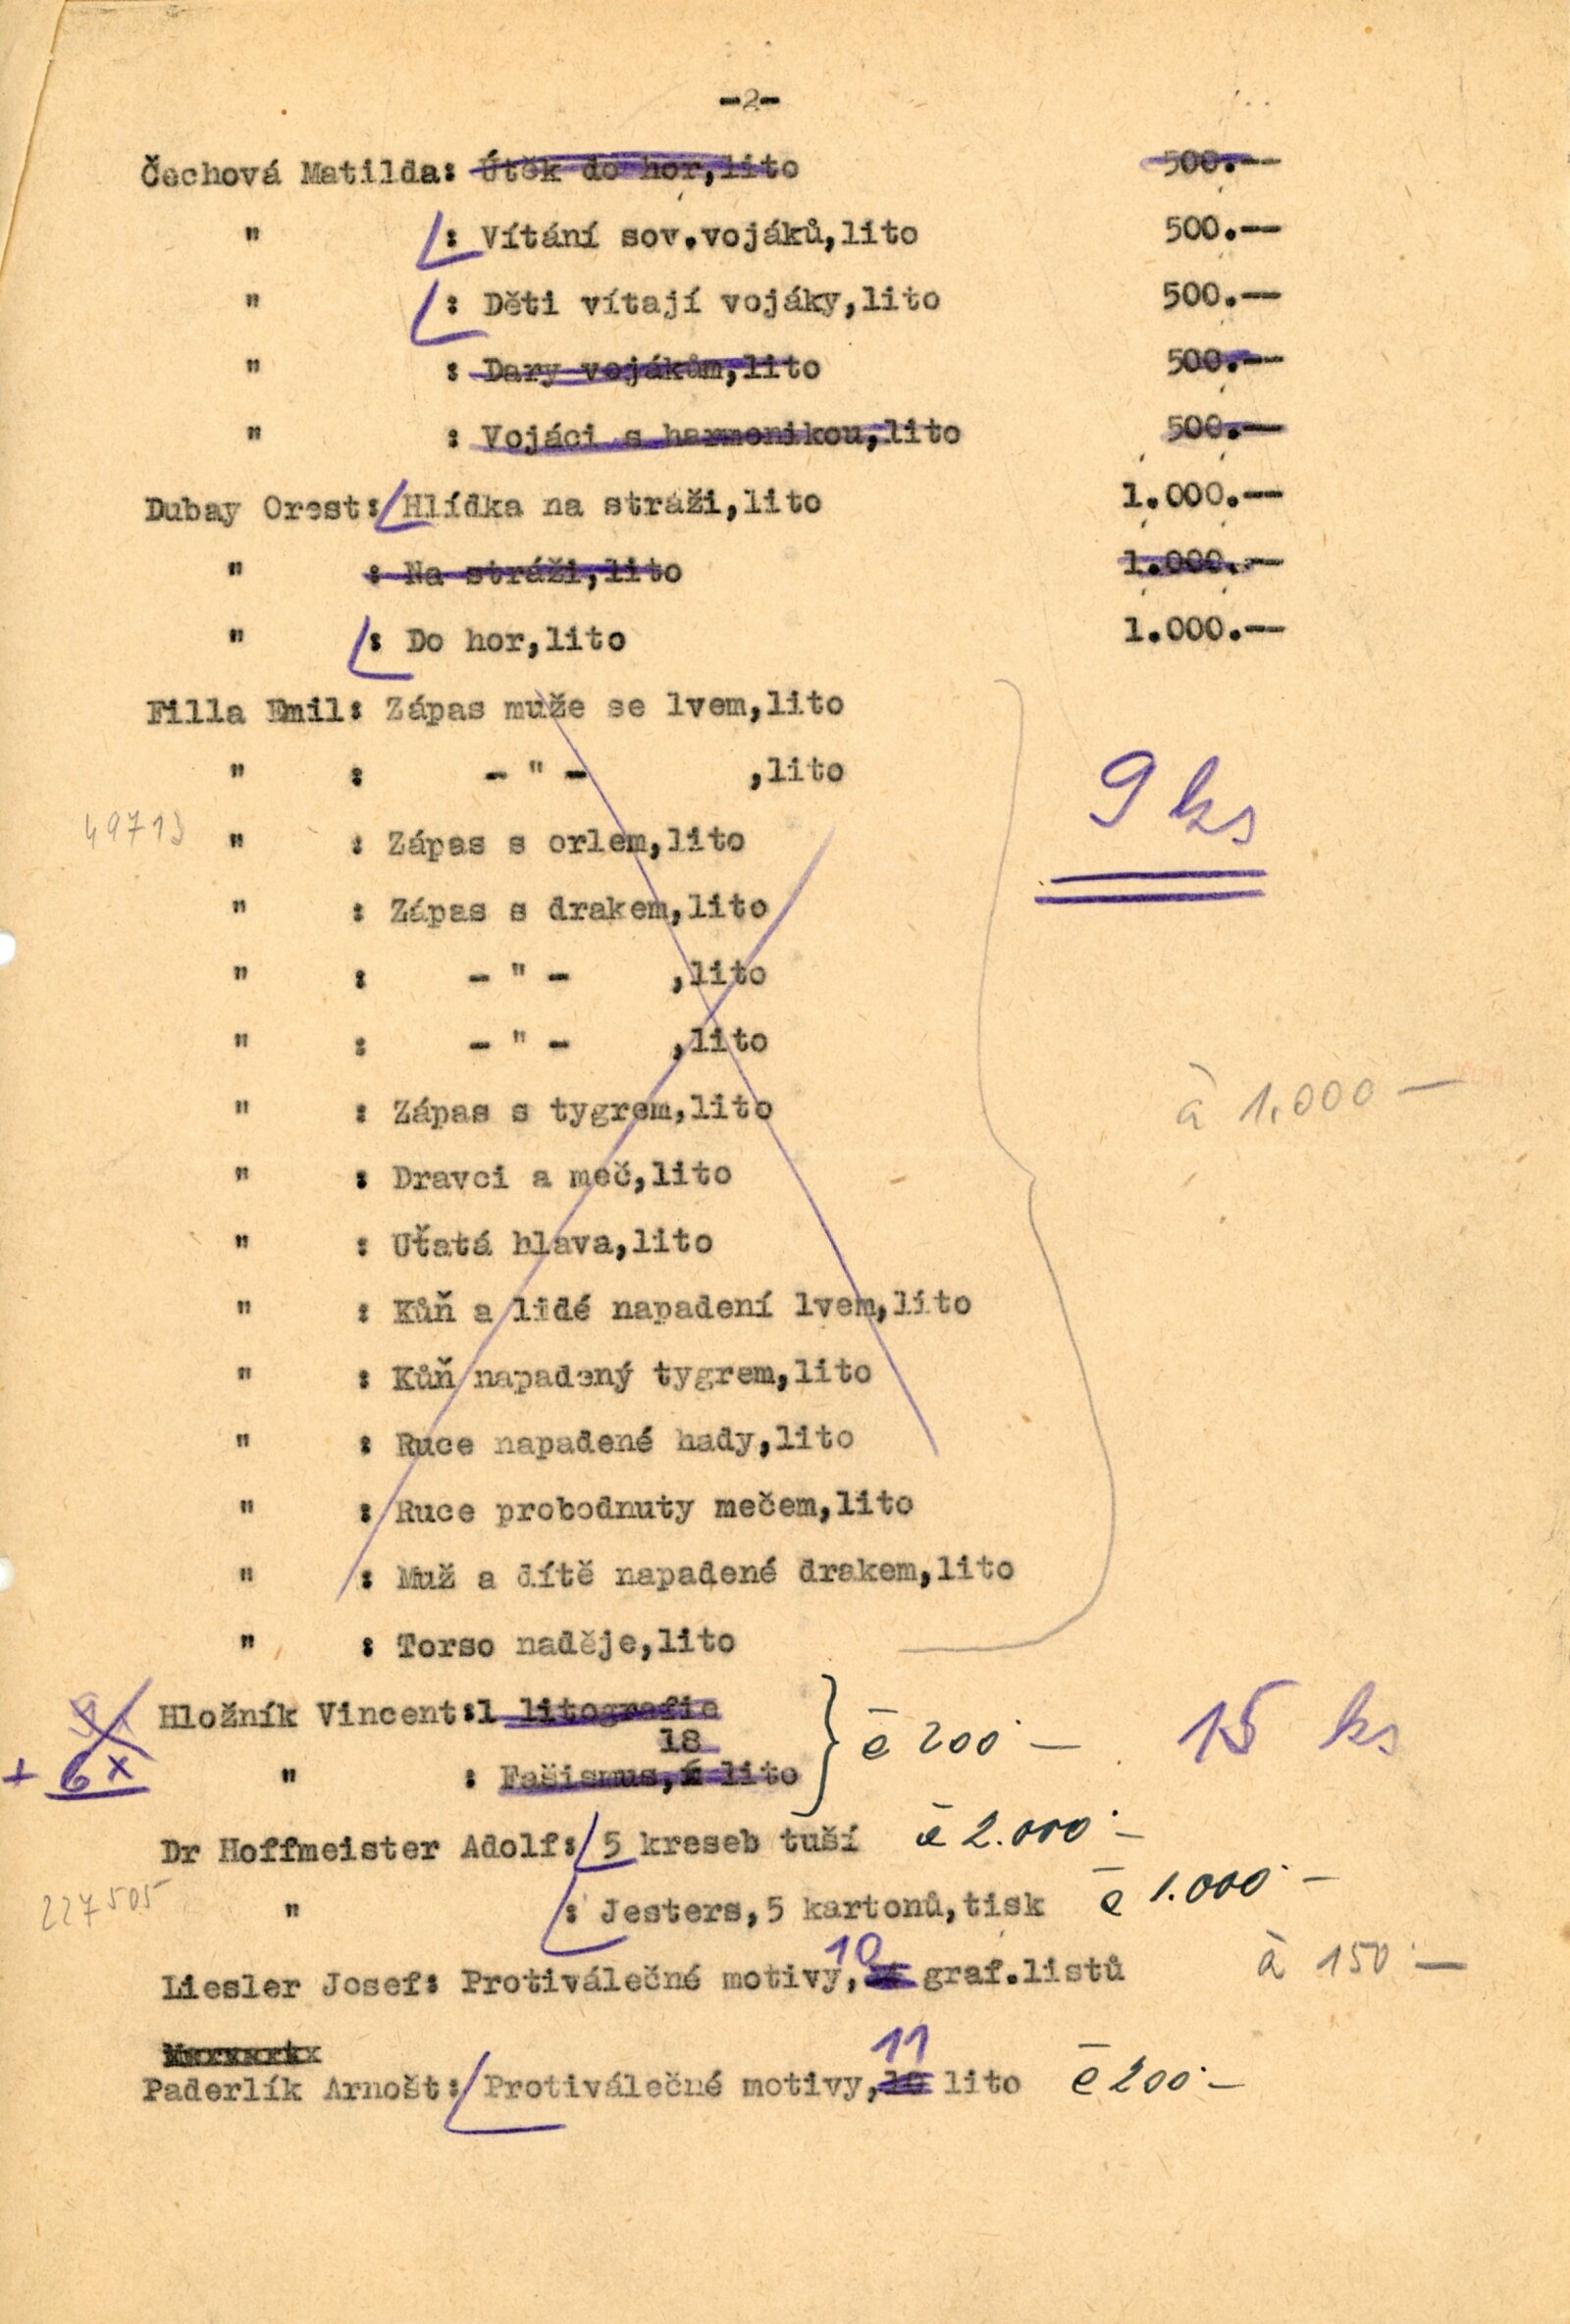 -2-
Čechová Matilda: Útěk do hor,lito 500.--
" : Vítání sov.vojáků,lito 500.--
" : Děti vítají vojáky,lito 500.--
" : Dary vojákům,lito 500.--
" : Vojáci s harmonikou,lito 500.--
Dubay Orest: Hlídka na stráži,lito 1.000.--
" : Na stráži,lito 1.000.--
" : Do hor,lito 1.000.--
Filla Emil: Zápas muže se lvem,lito
" : - " - ,lito
9 ks
49713 " : Zápas s orlem,lito
" : Zápas s drakem,lito
" : - " - ,lito
" : - " - ,lito
" : Zápas s tygrem,lito à 1.000 —
" : Dravci a meč,lito
" : Uťatá hlava,lito
" : Kůň a lidé napadení lvem,lito
" : Kůň napadený tygrem,lito
" : Ruce napadené hady,lito
" : Ruce probodnuty mečem,lito
" : Muž a dítě napadené drakem,lito
" : Torso naděje,lito
Hložník Vincent:1 litografie
18
+ 6x " : Fašismus, lito } à 200·— 15 ks
Dr Hoffmeister Adolf: 5 kreseb tuší à 2.000·—
227505 " : Jesters,5 kartonů,tisk à 1.000·—
10
Liesler Josef: Protiválečné motivy, graf.listů à 150·—
11
Paderlík Arnošt: Protiválečné motivy,10 lito à 200·—